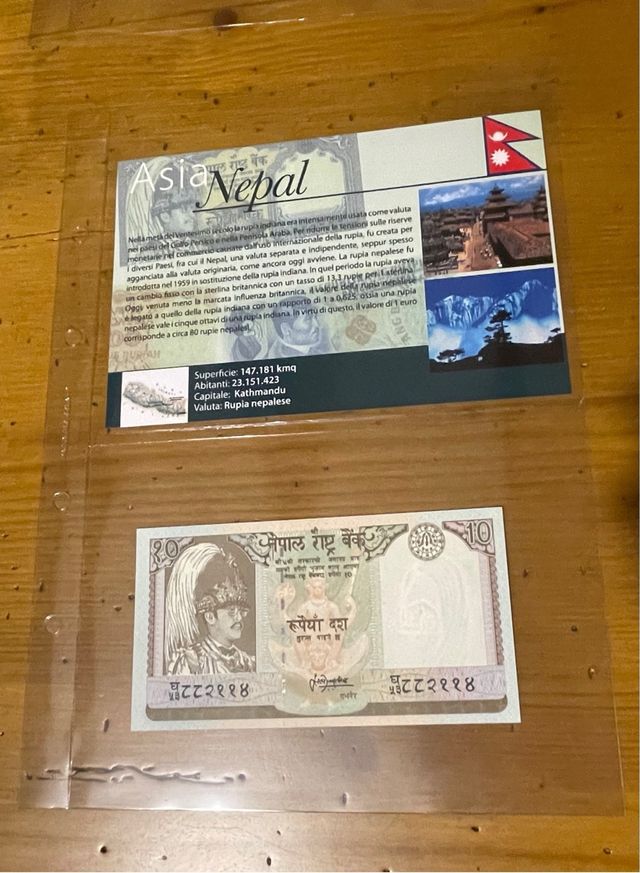 Asia
Nepal
Nella metà del Ventesimo secolo la rupia indiana era intensamente usata come valuta
nei paesi del Golfo Persico e nella Penisola Araba. Per ridurre le tensioni sulle riserve
monetarie nel commercio causate dall'uso internazionale della rupia, fu creata per
i diversi Paesi, fra cui il Nepal, una valuta separata e indipendente, seppur spesso
agganciata alla valuta originaria, come ancora oggi avviene. La rupia nepalese fu
introdotta nel 1959 in sostituzione della rupia indiana. In quel periodo la rupia aveva
un cambio fisso con la sterlina britannica con un tasso di 13,3 rupie per 1 sterlina.
Oggi, venuta meno la marcata influenza britannica, il valore della rupia nepalese
è legato a quello della rupia indiana con un rapporto di 1 a 0,625, ossia una rupia
nepalese vale i cinque ottavi di una rupia indiana. In virtù di questo, il valore di 1 euro
corrisponde a circa 80 rupie nepalesi.
Superficie: 147.181 kmq
Abitanti: 23.151.423
Capitale: Kathmandu
Valuta: Rupia nepalese
१०
श्री
नेपाल राष्ट्र बैंक
10
रूपैयाँ दश
८८२११४
८८२११४
गभर्नर